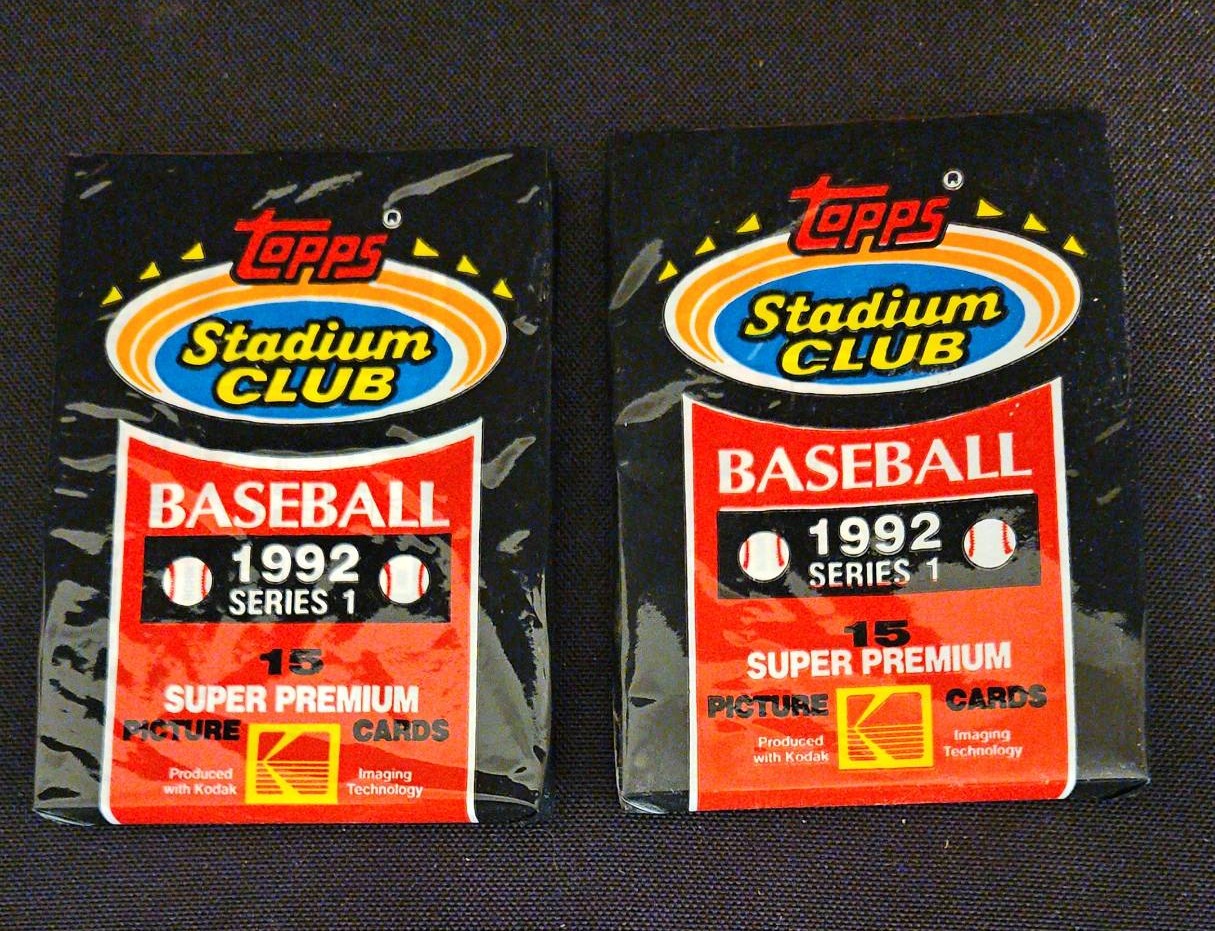 Topps®
Stadium
CLUB
BASEBALL
1992
SERIES 1
15
SUPER PREMIUM
PICTURE CARDS
Produced
with Kodak
Imaging
Technology
Topps®
Stadium
CLUB
BASEBALL
1992
SERIES 1
15
SUPER PREMIUM
PICTURE CARDS
Produced
with Kodak
Imaging
Technology